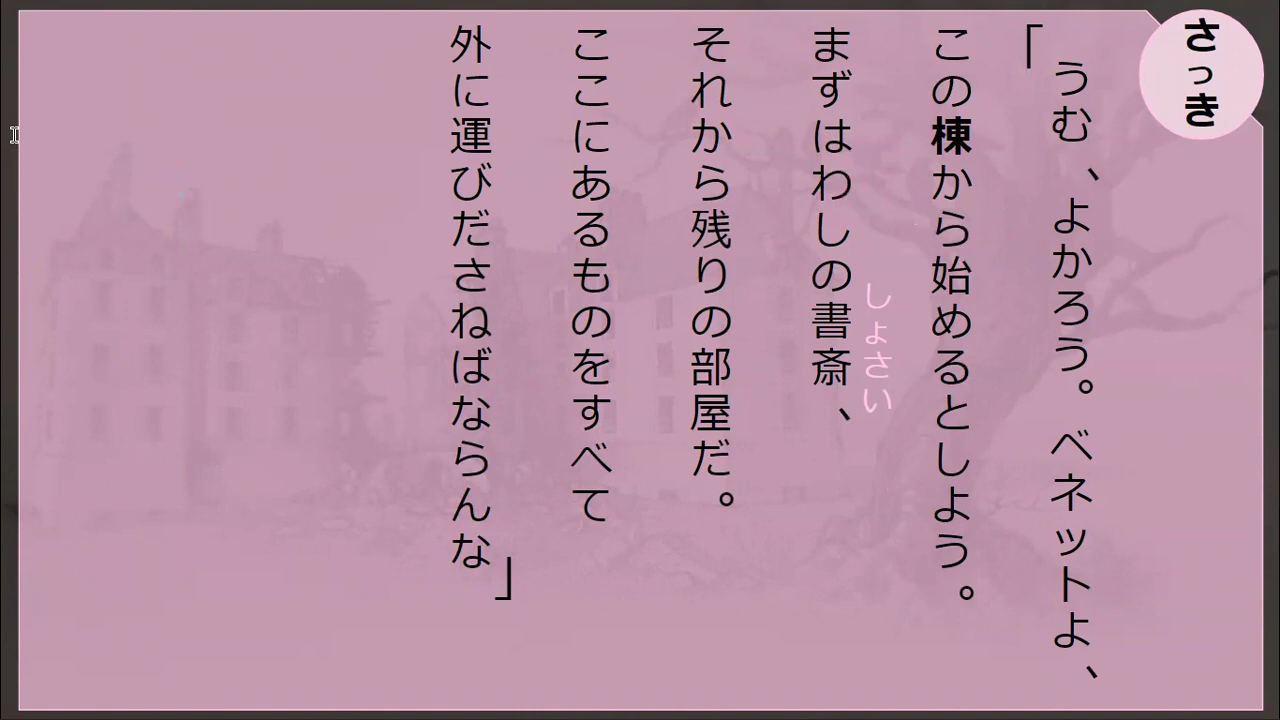 さっき
「うむ、よかろう。ベネットよ、
この棟から始めるとしよう。
まずはわしの書斎、
しょさい
それから残りの部屋だ。
ここにあるものをすべて
外に運びださねばならんな」